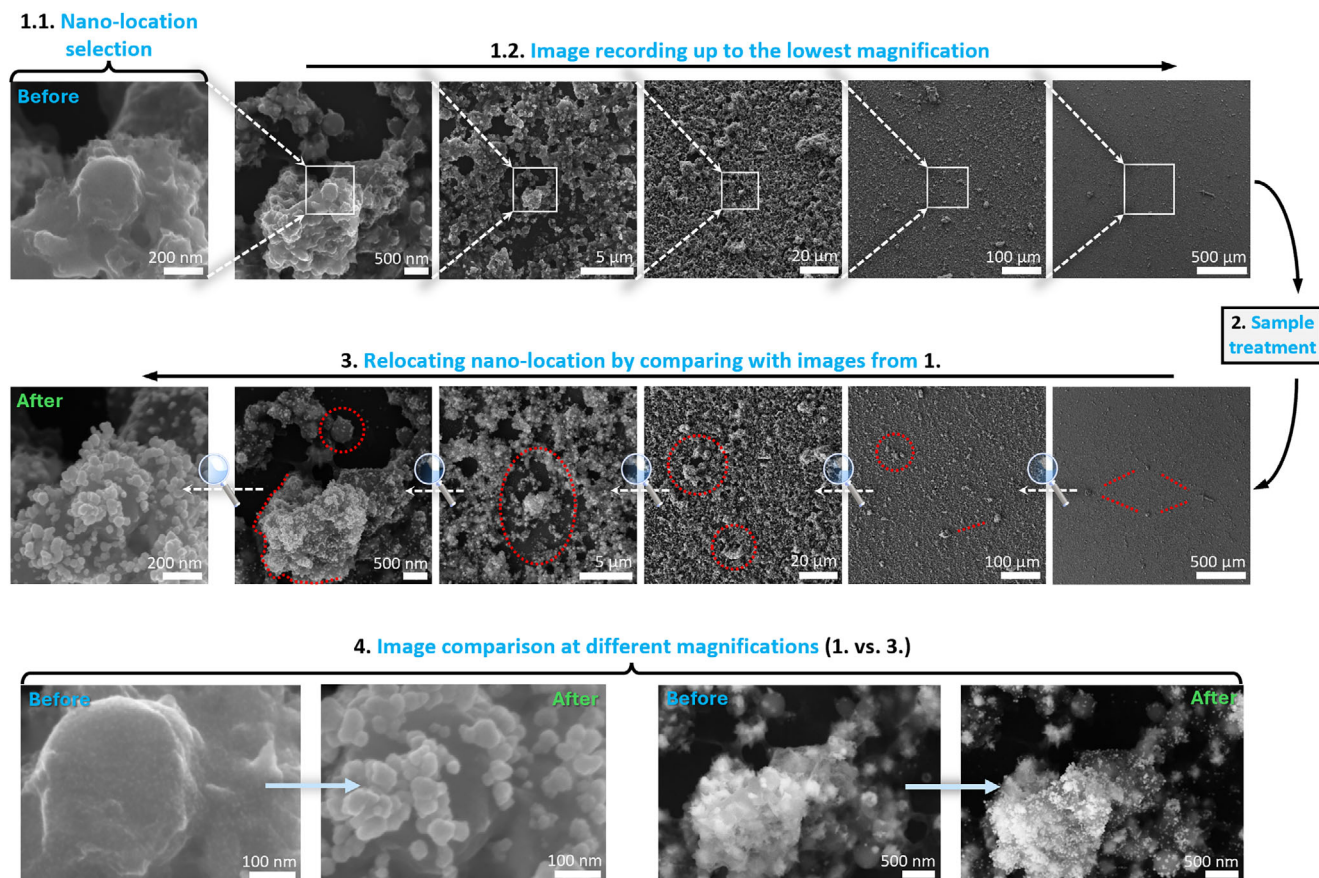 1.1. Nano-location
selection
1.2. Image recording up to the lowest magnification
Before
200 nm
500 nm
5 µm
20 µm
100 µm
500 µm
2. Sample
treatment
3. Relocating nano-location by comparing with images from 1.
After
200 nm
500 nm
5 µm
20 µm
100 µm
500 µm
4. Image comparison at different magnifications (1. vs. 3.)
Before
After
Before
After
100 nm
100 nm
500 nm
500 nm